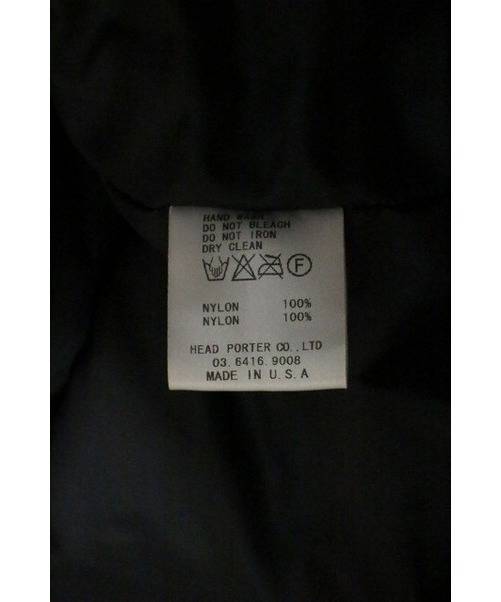 HAND WASH
DO NOT BLEACH
DO NOT IRON
DRY CLEAN
F
NYLON 100%
NYLON 100%
HEAD PORTER CO.,LTD
03.6416.9008
MADE IN U.S.A